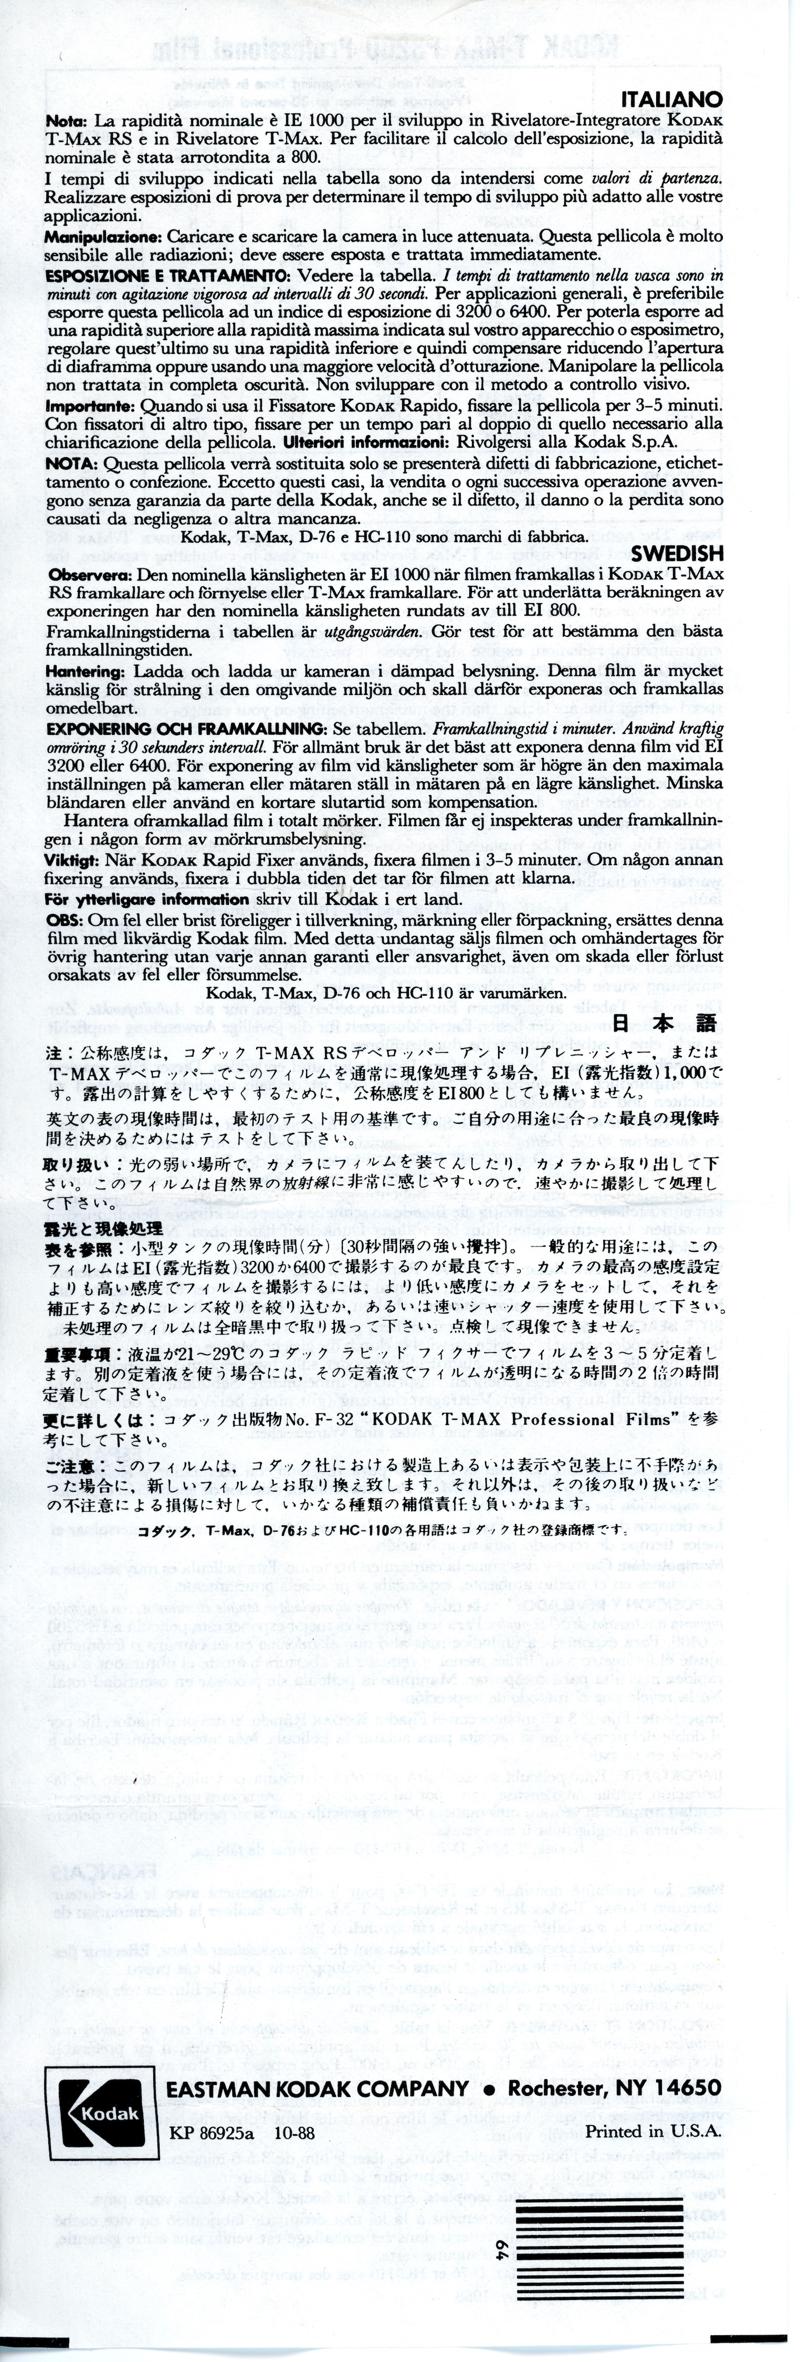 ITALIANO
Nota: La rapidità nominale è IE 1000 per il sviluppo in Rivelatore-Integratore KODAK
T-MAX RS e in Rivelatore T-MAX. Per facilitare il calcolo dell'esposizione, la rapidità
nominale è stata arrotondita a 800.
I tempi di sviluppo indicati nella tabella sono da intendersi come valori di partenza.
Realizzare esposizioni di prova per determinare il tempo di sviluppo più adatto alle vostre
applicazioni.
Manipulazione: Caricare e scaricare la camera in luce attenuata. Questa pellicola è molto
sensibile alle radiazioni; deve essere esposta e trattata immediatamente.
ESPOSIZIONE E TRATTAMENTO: Vedere la tabella. I tempi di trattamento nella vasca sono in
minuti con agitazione vigorosa ad intervalli di 30 secondi. Per applicazioni generali, è preferibile
esporre questa pellicola ad un indice di esposizione di 3200 o 6400. Per poterla esporre ad
una rapidità superiore alla rapidità massima indicata sul vostro apparecchio o esposimetro,
regolare quest'ultimo su una rapidità inferiore e quindi compensare riducendo l'apertura
di diaframma oppure usando una maggiore velocità d'otturazione. Manipolare la pellicola
non trattata in completa oscurità. Non sviluppare con il metodo a controllo visivo.
Importante: Quando si usa il Fissatore KODAK Rapido, fissare la pellicola per 3-5 minuti.
Con fissatori di altro tipo, fissare per un tempo pari al doppio di quello necessario alla
chiarificazione della pellicola. Ulteriori informazioni: Rivolgersi alla Kodak S.p.A.
NOTA: Questa pellicola verrà sostituita solo se presenterà difetti di fabbricazione, etichet-
tamento o confezione. Eccetto questi casi, la vendita o ogni successiva operazione avven-
gono senza garanzia da parte della Kodak, anche se il difetto, il danno o la perdita sono
causati da negligenza o altra mancanza.
Kodak, T-Max, D-76 e HC-110 sono marchi di fabbrica.
SWEDISH
Observera: Den nominella känsligheten är EI 1000 när filmen framkallas i KODAK T-MAX
RS framkallare och förnyelse eller T-MAX framkallare. För att underlätta beräkningen av
exponeringen har den nominella känsligheten rundats av till EI 800.
Framkallningstiderna i tabellen är utgångsvärden. Gör test för att bestämma den bästa
framkallningstiden.
Hantering: Ladda och ladda ur kameran i dämpad belysning. Denna film är mycket
känslig för strålning i den omgivande miljön och skall därför exponeras och framkallas
omedelbart.
EXPONERING OCH FRAMKALLNING: Se tabellem. Framkallningstid i minuter. Använd kraftig
omröring i 30 sekunders intervall. För allmänt bruk är det bäst att exponera denna film vid EI
3200 eller 6400. För exponering av film vid känsligheter som är högre än den maximala
inställningen på kameran eller mätaren ställ in mätaren på en lägre känslighet. Minska
bländaren eller använd en kortare slutartid som kompensation.
Hantera oframkallad film i totalt mörker. Filmen får ej inspekteras under framkallnin-
gen i någon form av mörkrumsbelysning.
Viktigt: När KODAK Rapid Fixer används, fixera filmen i 3-5 minuter. Om någon annan
fixering används, fixera i dubbla tiden det tar för filmen att klarna.
För ytterligare information skriv till Kodak i ert land.
OBS: Om fel eller brist föreligger i tillverkning, märkning eller förpackning, ersättes denna
film med likvärdig Kodak film. Med detta undantag säljs filmen och omhändertages för
övrig hantering utan varje annan garanti eller ansvarighet, även om skada eller förlust
orsakats av fel eller försummelse.
Kodak, T-Max, D-76 och HC-110 är varumärken.
日本語
注：公称感度は，コダック T-MAX RSデベロッパー アンド リプレニッシャー，または
T-MAXデベロッパーでこのフィルムを通常に現像処理する場合，EI（露光指数）1,000で
す。露出の計算をしやすくするために，公称感度をEI800としても構いません。
英文の表の現像時間は，最初のテスト用の基準です。ご自分の用途に合った最良の現像時
間を決めるためにはテストをして下さい。
取り扱い：光の弱い場所で，カメラにフィルムを装てんしたり，カメラから取り出して下
さい。このフィルムは自然界の放射線に非常に感じやすいので，速やかに撮影して処理し
て下さい。
露光と現像処理
表を参照：小型タンクの現像時間(分)〔30秒間隔の強い攪拌〕。一般的な用途には，この
フィルムはEI(露光指数)3200か6400で撮影するのが最良です。カメラの最高の感度設定
よりも高い感度でフィルムを撮影するには，より低い感度にカメラをセットして，それを
補正するためにレンズ絞りを絞り込むか，あるいは速いシャッター速度を使用して下さい。
未処理のフィルムは全暗黒中で取り扱って下さい。点検して現像できません。
重要事項：液温が21～29℃のコダック ラピッド フィクサーでフィルムを3～5分定着し
ます。別の定着液を使う場合には，その定着液でフィルムが透明になる時間の2倍の時間
定着して下さい。
更に詳しくは：コダック出版物No. F-32 “KODAK T-MAX Professional Films” を参
考にして下さい。
ご注意：このフィルムは，コダック社における製造上あるいは表示や包装上に不手際があ
った場合に，新しいフィルムとお取り換え致します。それ以外は，その後の取り扱いなど
の不注意による損傷に対して，いかなる種類の補償責任も負いかねます。
コダック，T-Max，D-76およびHC-110の各用語はコダック社の登録商標です。
Kodak
EASTMAN KODAK COMPANY ● Rochester, NY 14650
KP 86925a 10-88 Printed in U.S.A.
64